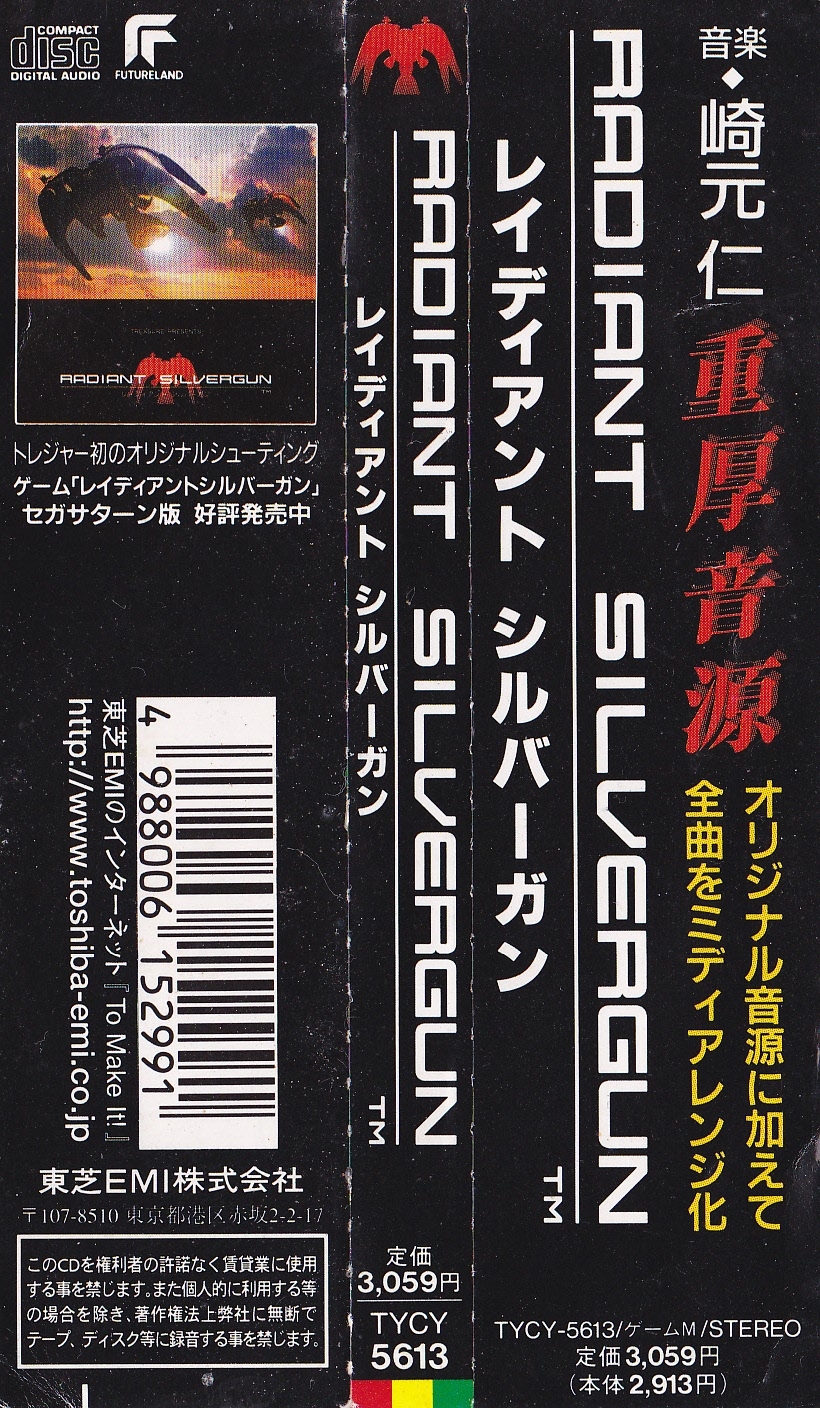 COMPACT
disc
DIGITAL AUDIO
FUTURELAND
TREASURE PRESENTS
RADIANT SILVERGUN
TM
トレジャー初のオリジナルシューティング
ゲーム「レイディアントシルバーガン」
セガサターン版 好評発売中
4 988006 152991
東芝EMIのインターネット『To Make It!』
http://www.toshiba-emi.co.jp
東芝EMI株式会社
〒107-8510 東京都港区赤坂2-2-17
このCDを権利者の許諾なく賃貸業に使用
する事を禁じます。また個人的に利用する等
の場合を除き、著作権法上弊社に無断で
テープ、ディスク等に録音する事を禁じます。
RADIANT SILVERGUN
TM
レイディアント シルバーガン
定価
3,059円
TYCY
5613
音楽◆崎元 仁
重厚音源
オリジナル音源に加えて
全曲をミディアレンジ化
RADIANT SILVERGUN
TM
レイディアント シルバーガン
TYCY-5613/ゲームM/STEREO
定価3,059円
(本体2,913円)